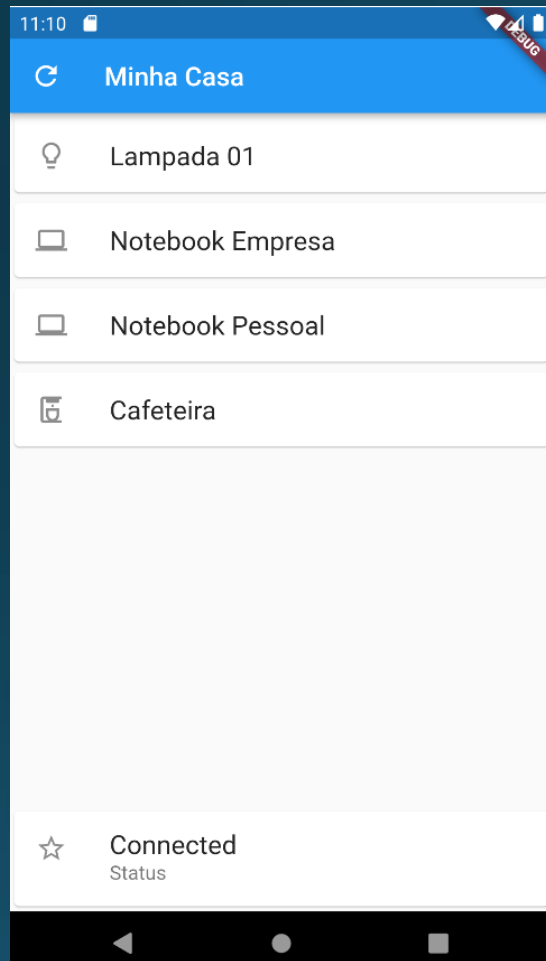 11:10
DEBUG
Minha Casa
Lampada 01
Notebook Empresa
Notebook Pessoal
Cafeteira
Connected
Status